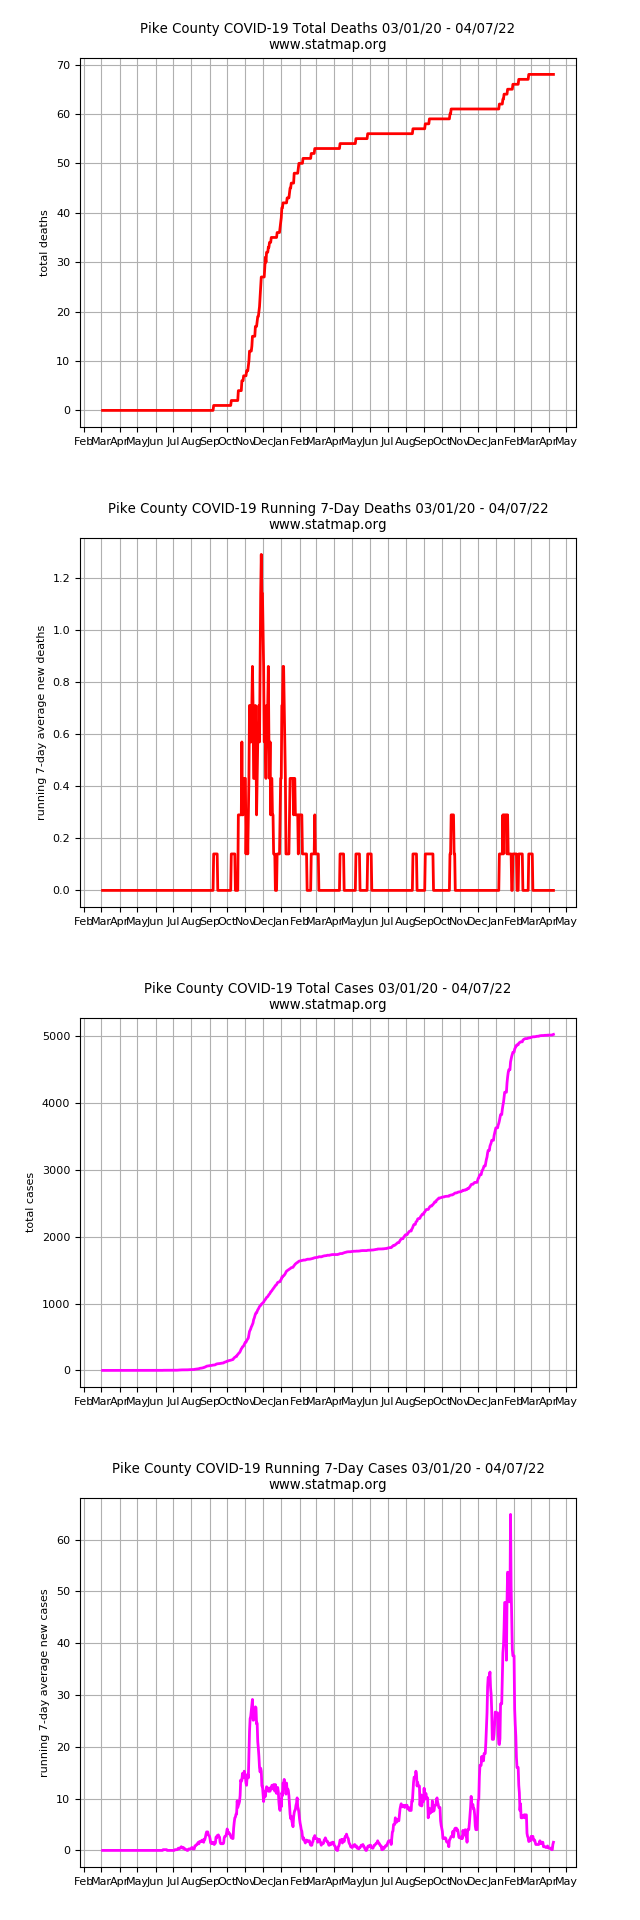 Pike County COVID-19 Total Deaths 03/01/20 - 04/07/22
www.statmap.org
70
60
50
40
30
20
10
0
total deaths
Feb Mar Apr May Jun Jul Aug Sep Oct Nov Dec Jan Feb Mar Apr May Jun Jul Aug Sep Oct Nov Dec Jan Feb Mar Apr May
Pike County COVID-19 Running 7-Day Deaths 03/01/20 - 04/07/22
www.statmap.org
1.2
1.0
0.8
0.6
0.4
0.2
0.0
running 7-day average new deaths
Feb Mar Apr May Jun Jul Aug Sep Oct Nov Dec Jan Feb Mar Apr May Jun Jul Aug Sep Oct Nov Dec Jan Feb Mar Apr May
Pike County COVID-19 Total Cases 03/01/20 - 04/07/22
www.statmap.org
5000
4000
3000
2000
1000
0
total cases
Feb Mar Apr May Jun Jul Aug Sep Oct Nov Dec Jan Feb Mar Apr May Jun Jul Aug Sep Oct Nov Dec Jan Feb Mar Apr May
Pike County COVID-19 Running 7-Day Cases 03/01/20 - 04/07/22
www.statmap.org
60
50
40
30
20
10
0
running 7-day average new cases
Feb Mar Apr May Jun Jul Aug Sep Oct Nov Dec Jan Feb Mar Apr May Jun Jul Aug Sep Oct Nov Dec Jan Feb Mar Apr May